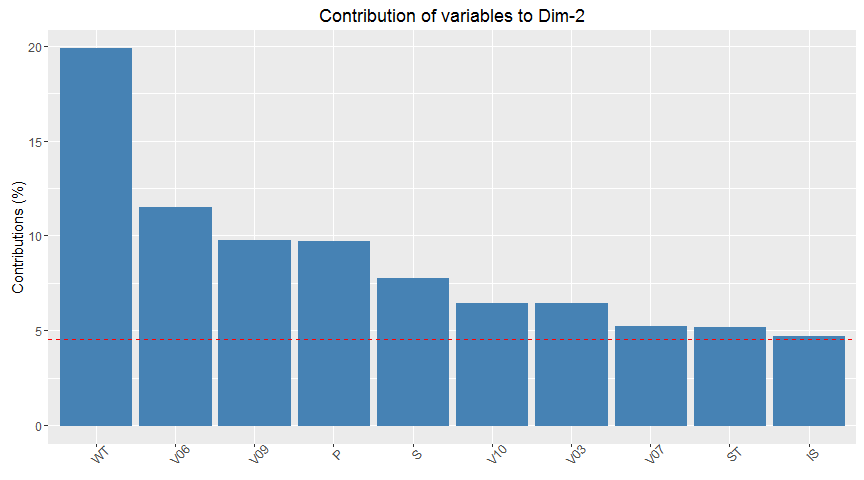 Contribution of variables to Dim-2
Contributions (%)
20
15
10
5
0
WT
V06
V09
P
S
V10
V03
V07
ST
IS